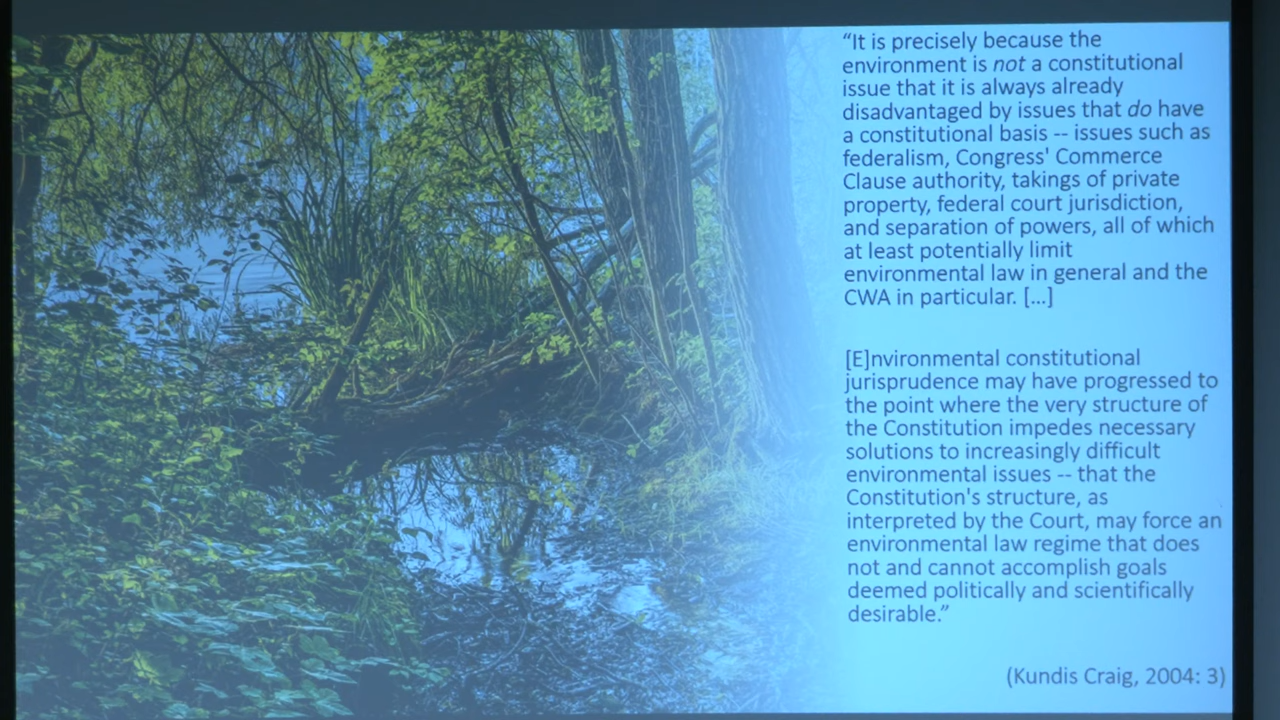 “It is precisely because the
environment is not a constitutional
issue that it is always already
disadvantaged by issues that do have
a constitutional basis -- issues such as
federalism, Congress' Commerce
Clause authority, takings of private
property, federal court jurisdiction,
and separation of powers, all of which
at least potentially limit
environmental law in general and the
CWA in particular. […]
[E]nvironmental constitutional
jurisprudence may have progressed to
the point where the very structure of
the Constitution impedes necessary
solutions to increasingly difficult
environmental issues -- that the
Constitution's structure, as
interpreted by the Court, may force an
environmental law regime that does
not and cannot accomplish goals
deemed politically and scientifically
desirable.”
(Kundis Craig, 2004: 3)